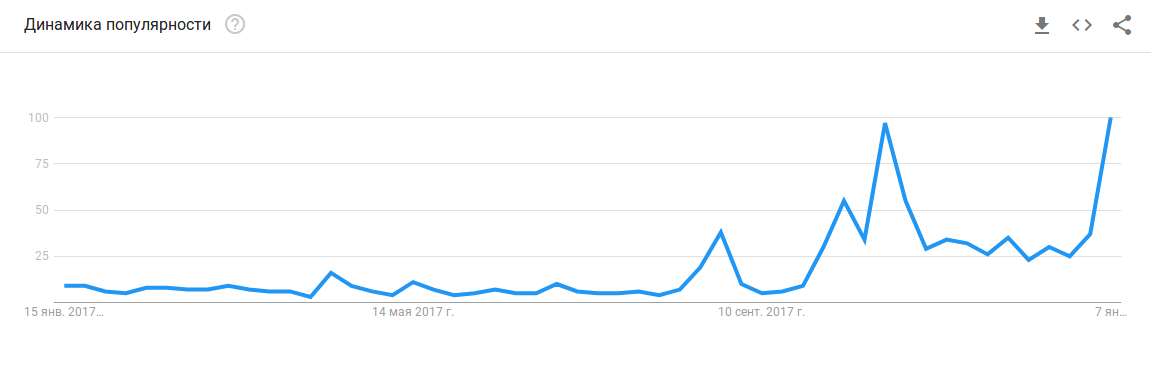 Динамика популярности
100
75
50
25
15 янв. 2017…
14 мая 2017 г.
10 сент. 2017 г.
7 ян…